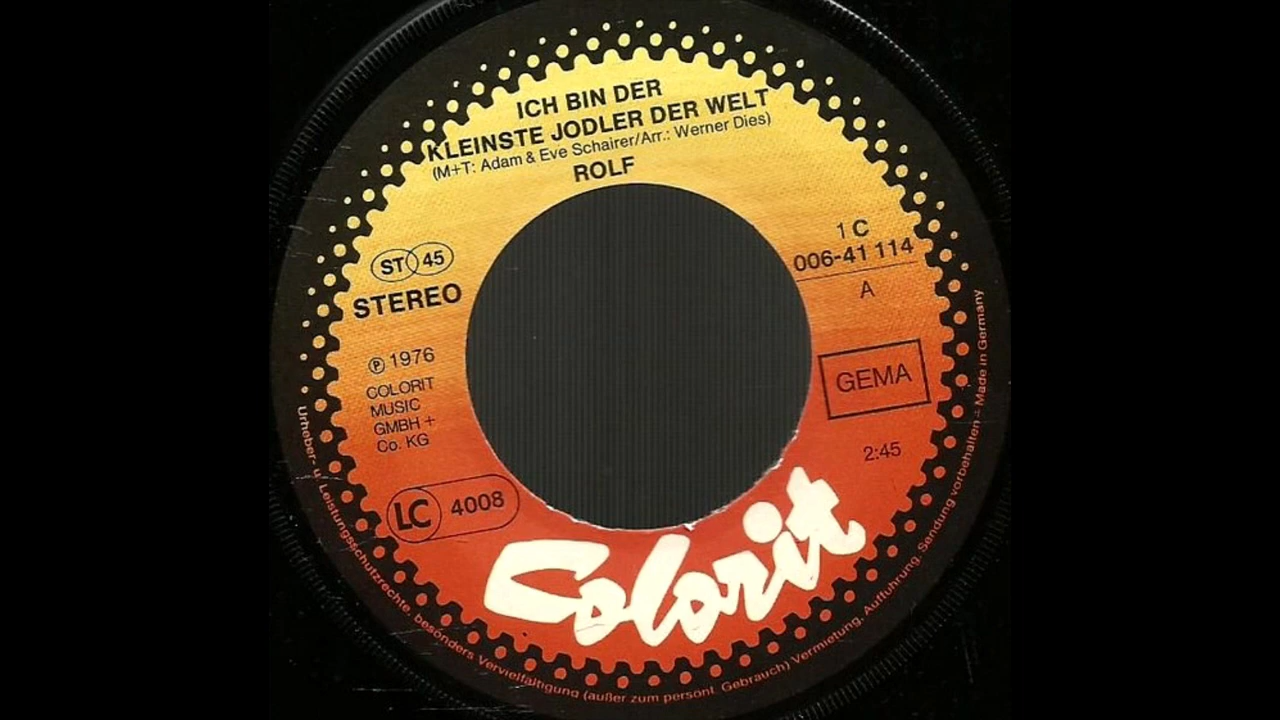 ICH BIN DER
KLEINSTE JODLER DER WELT
(M+T: Adam & Eve Schairer/Arr.: Werner Dies)
ROLF
ST 45
STEREO
1 C
006-41 114
A
℗ 1976
COLORIT
MUSIC
GMBH +
Co. KG
GEMA
2:45
LC 4008
Colorit
Urheber- u. Leistungsschutzrechte, besonders Vervielfältigung (außer zum persönl. Gebrauch) Vermietung, Aufführung, Sendung vorbehalten - Made in Germany